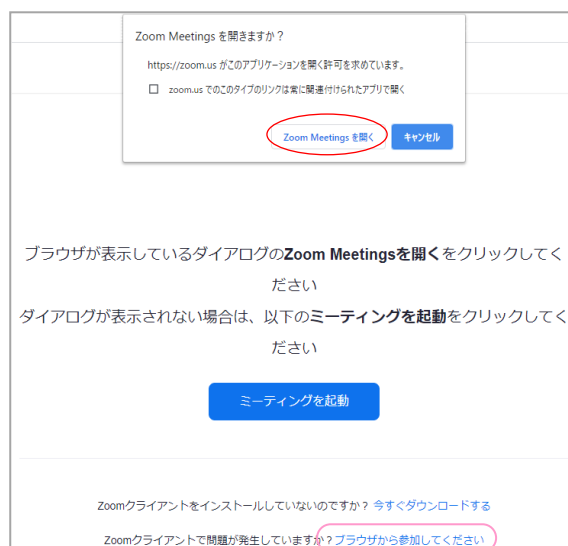 Zoom Meetings を開きますか？
https://zoom.us がこのアプリケーションを開く許可を求めています。
zoom.us でのこのタイプのリンクは常に関連付けられたアプリで開く
Zoom Meetings を開く キャンセル
ブラウザが表示しているダイアログのZoom Meetingsを開くをクリックしてく
ださい
ダイアログが表示されない場合は、以下のミーティングを起動をクリックしてく
ださい
ミーティングを起動
Zoomクライアントをインストールしていないのですか？ 今すぐダウンロードする
Zoomクライアントで問題が発生していますか？ブラウザから参加してください